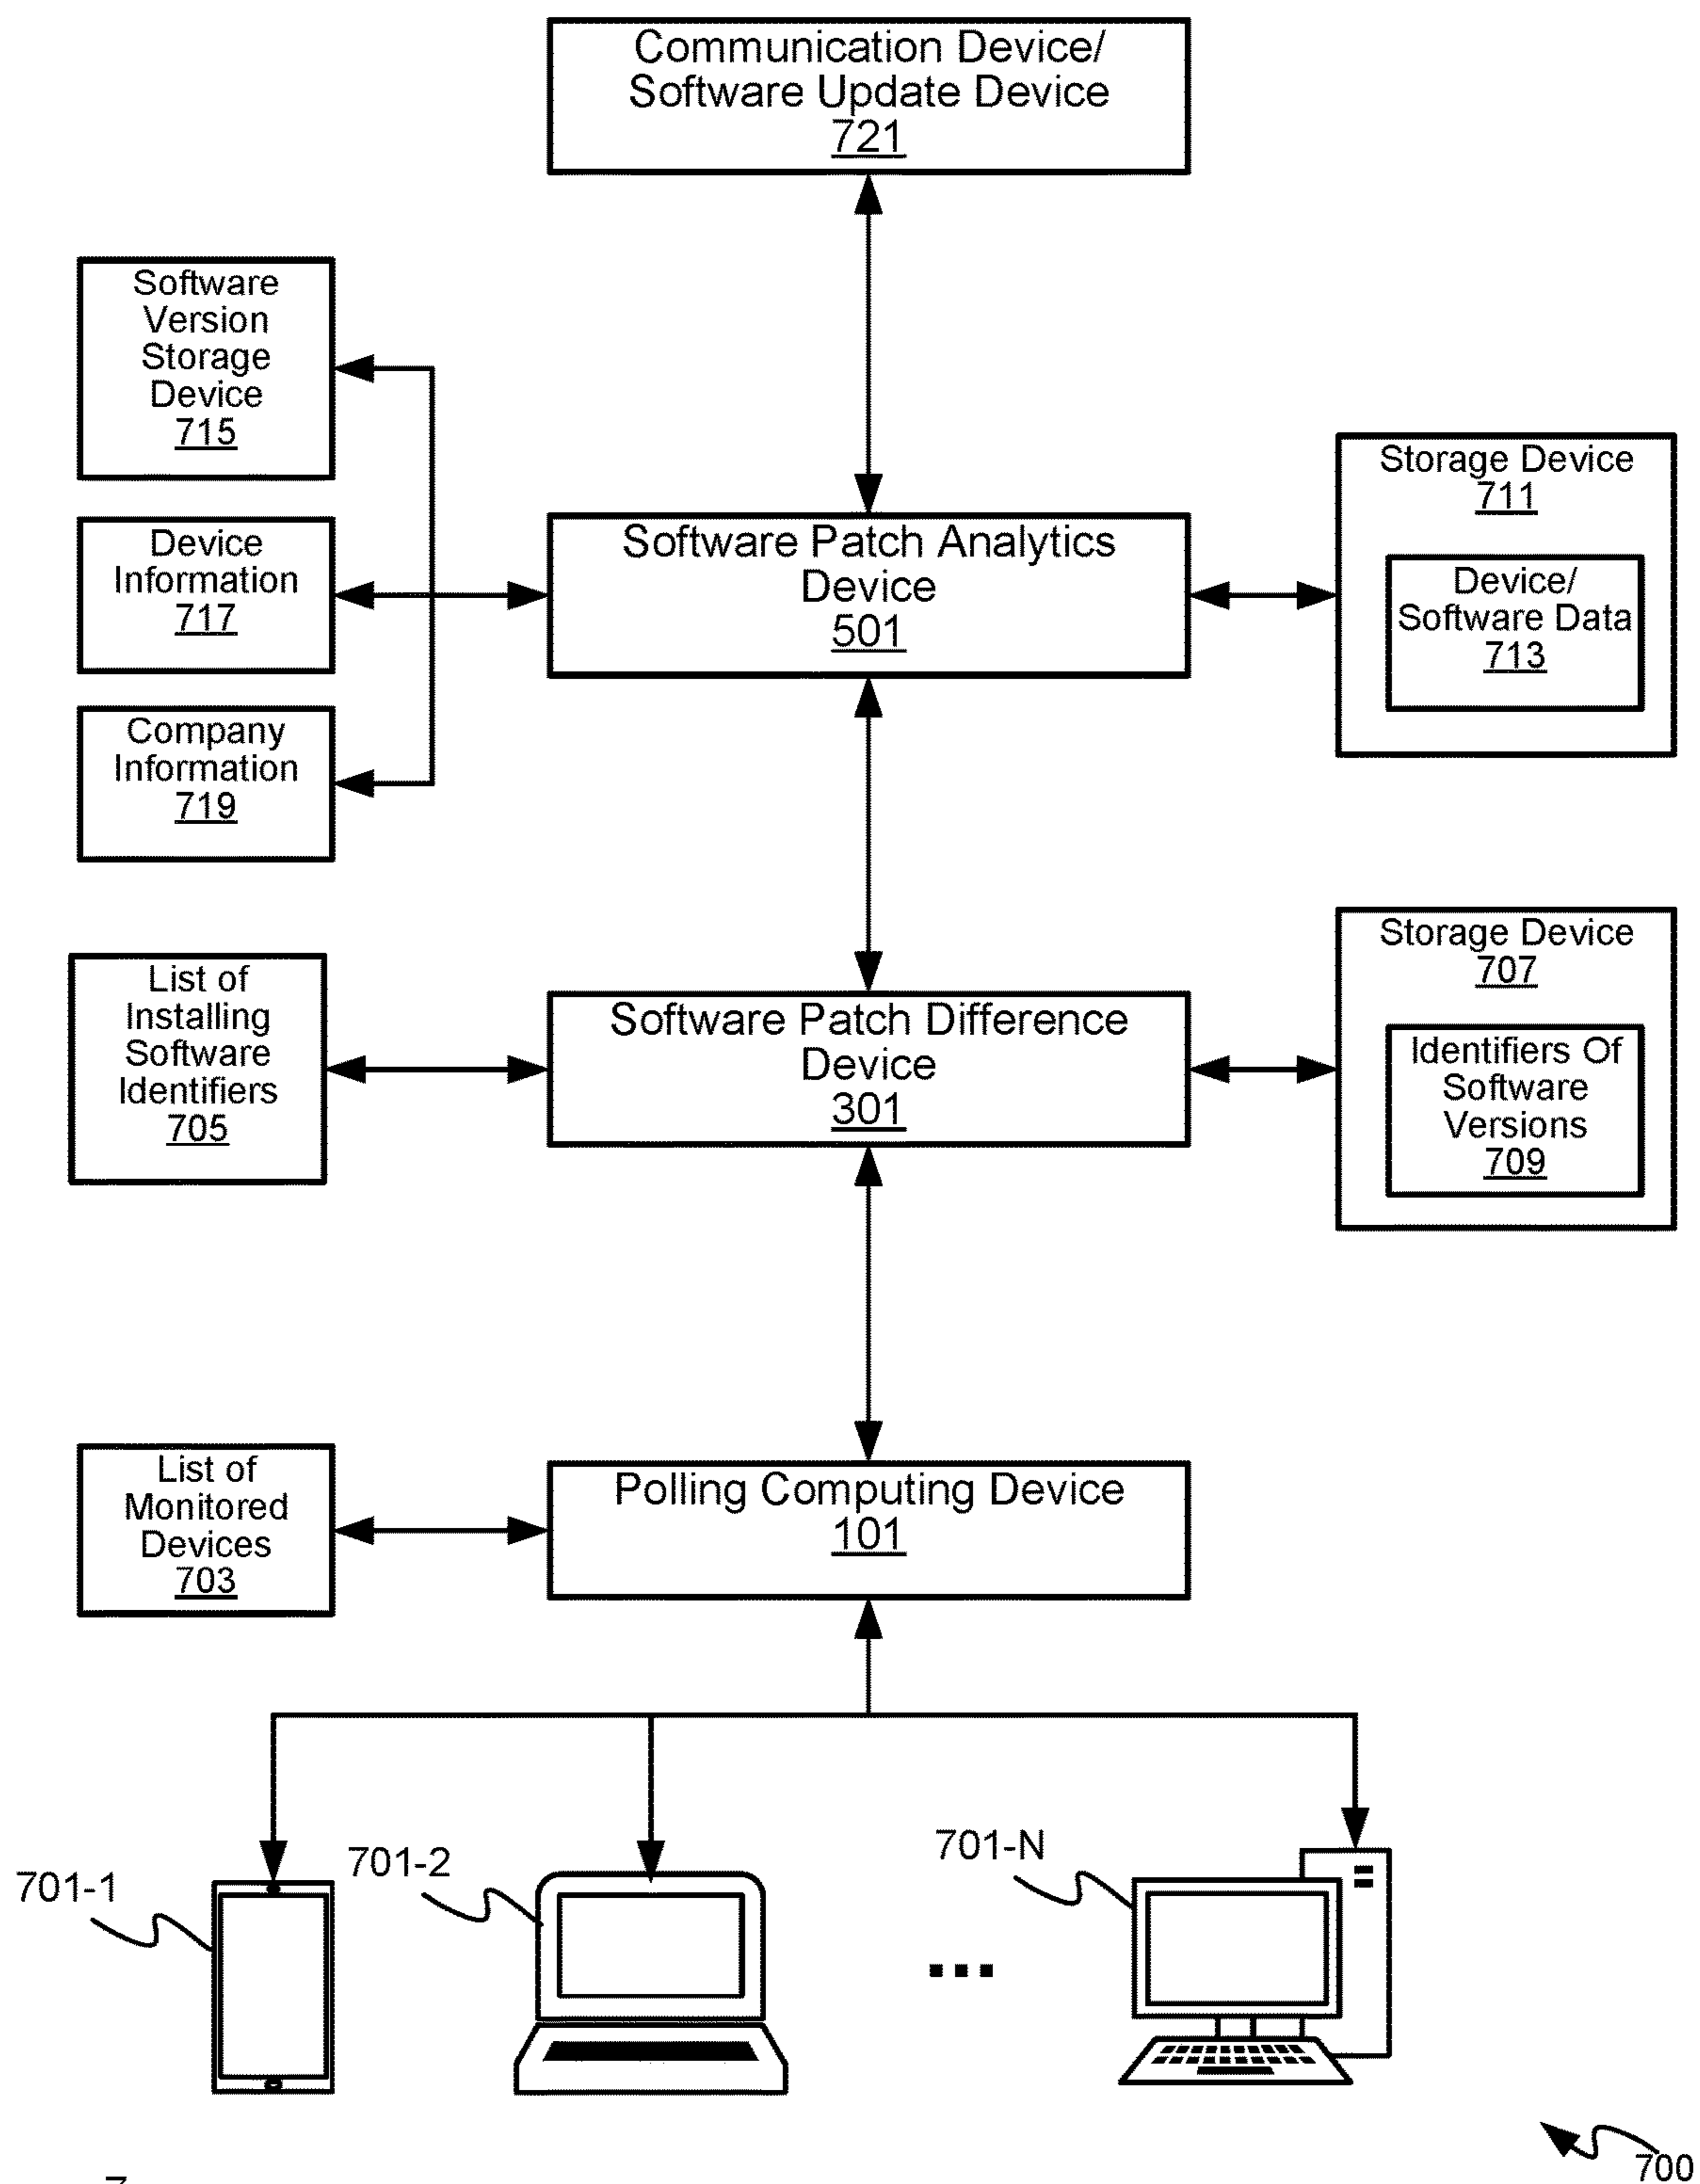 Communication Device/
Software Update Device
721
Software
Version
Storage
Device
715
Device
Information
717
Company
Information
719
Software Patch Analytics
Device
501
Storage Device
711
Device/
Software Data
713
List of
Installing
Software
Identifiers
705
Software Patch Difference
Device
301
Storage Device
707
Identifiers Of
Software
Versions
709
List of
Monitored
Devices
703
Polling Computing Device
101
701-1
701-2
701-N
...
700